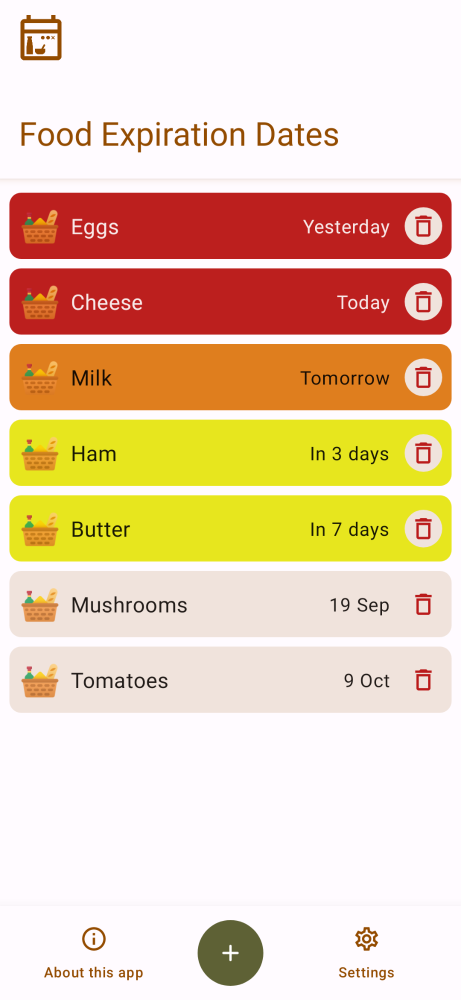 Food Expiration Dates
Eggs Yesterday
Cheese Today
Milk Tomorrow
Ham In 3 days
Butter In 7 days
Mushrooms 19 Sep
Tomatoes 9 Oct
About this app + Settings